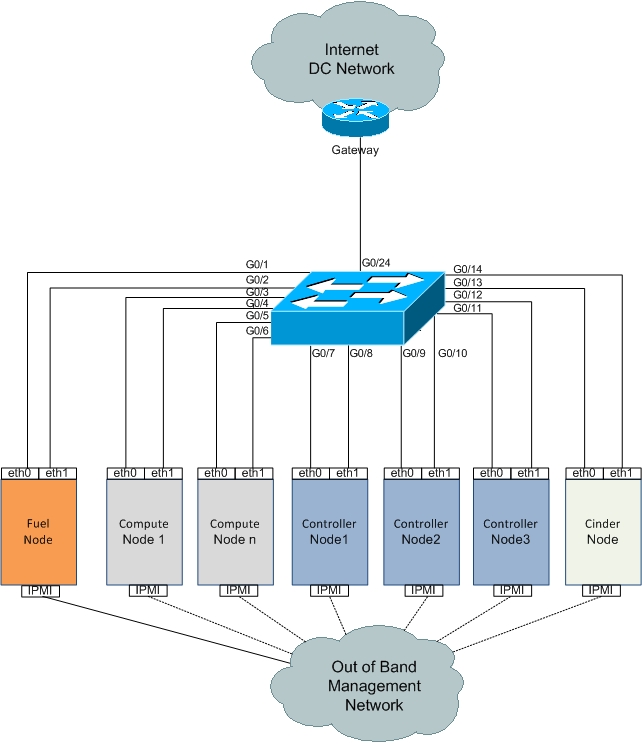 Internet
DC Network
Gateway
G0/24
G0/1
G0/2
G0/3
G0/4
G0/5
G0/6
G0/14
G0/13
G0/12
G0/11
G0/7 G0/8 G0/9 G0/10
eth0 eth1 eth0 eth1 eth0 eth1 eth0 eth1 eth0 eth1 eth0 eth1 eth0 eth1
Fuel
Node
Compute
Node 1
Compute
Node n
Controller
Node1
Controller
Node2
Controller
Node3
Cinder
Node
IPMI IPMI IPMI IPMI IPMI IPMI IPMI
Out of Band
Management
Network